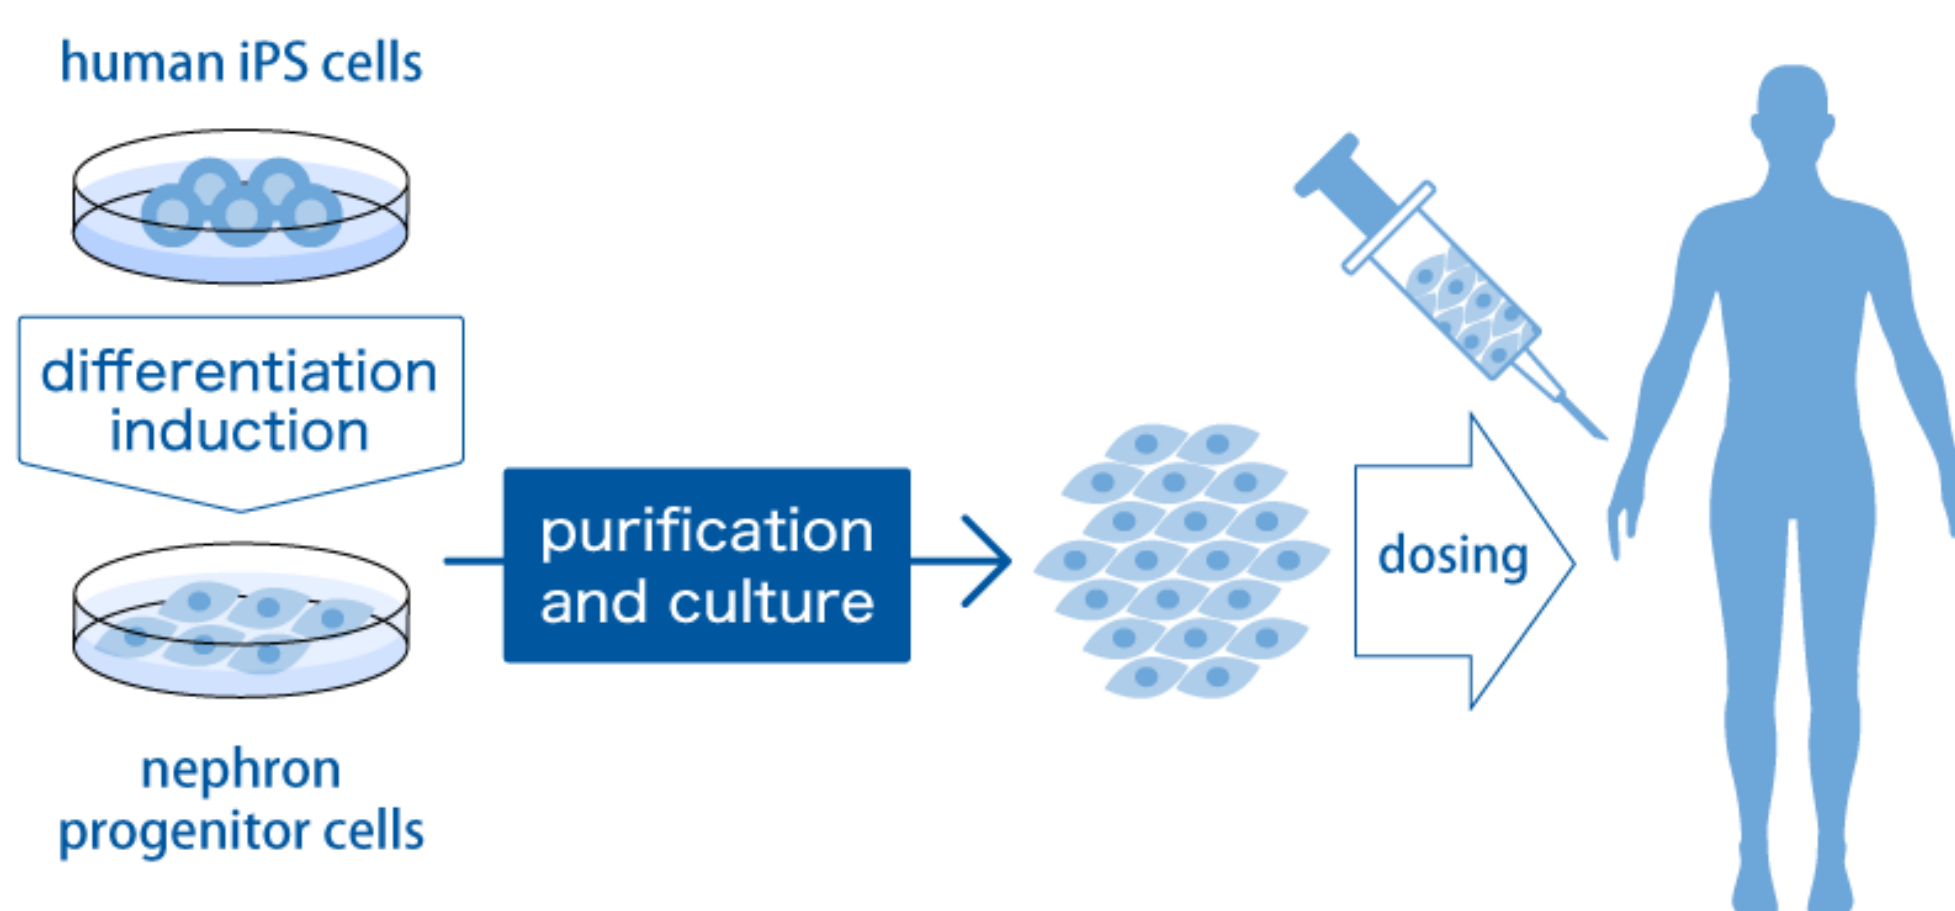 human iPS cells
differentiation
induction
nephron
progenitor cells
purification
and culture
dosing